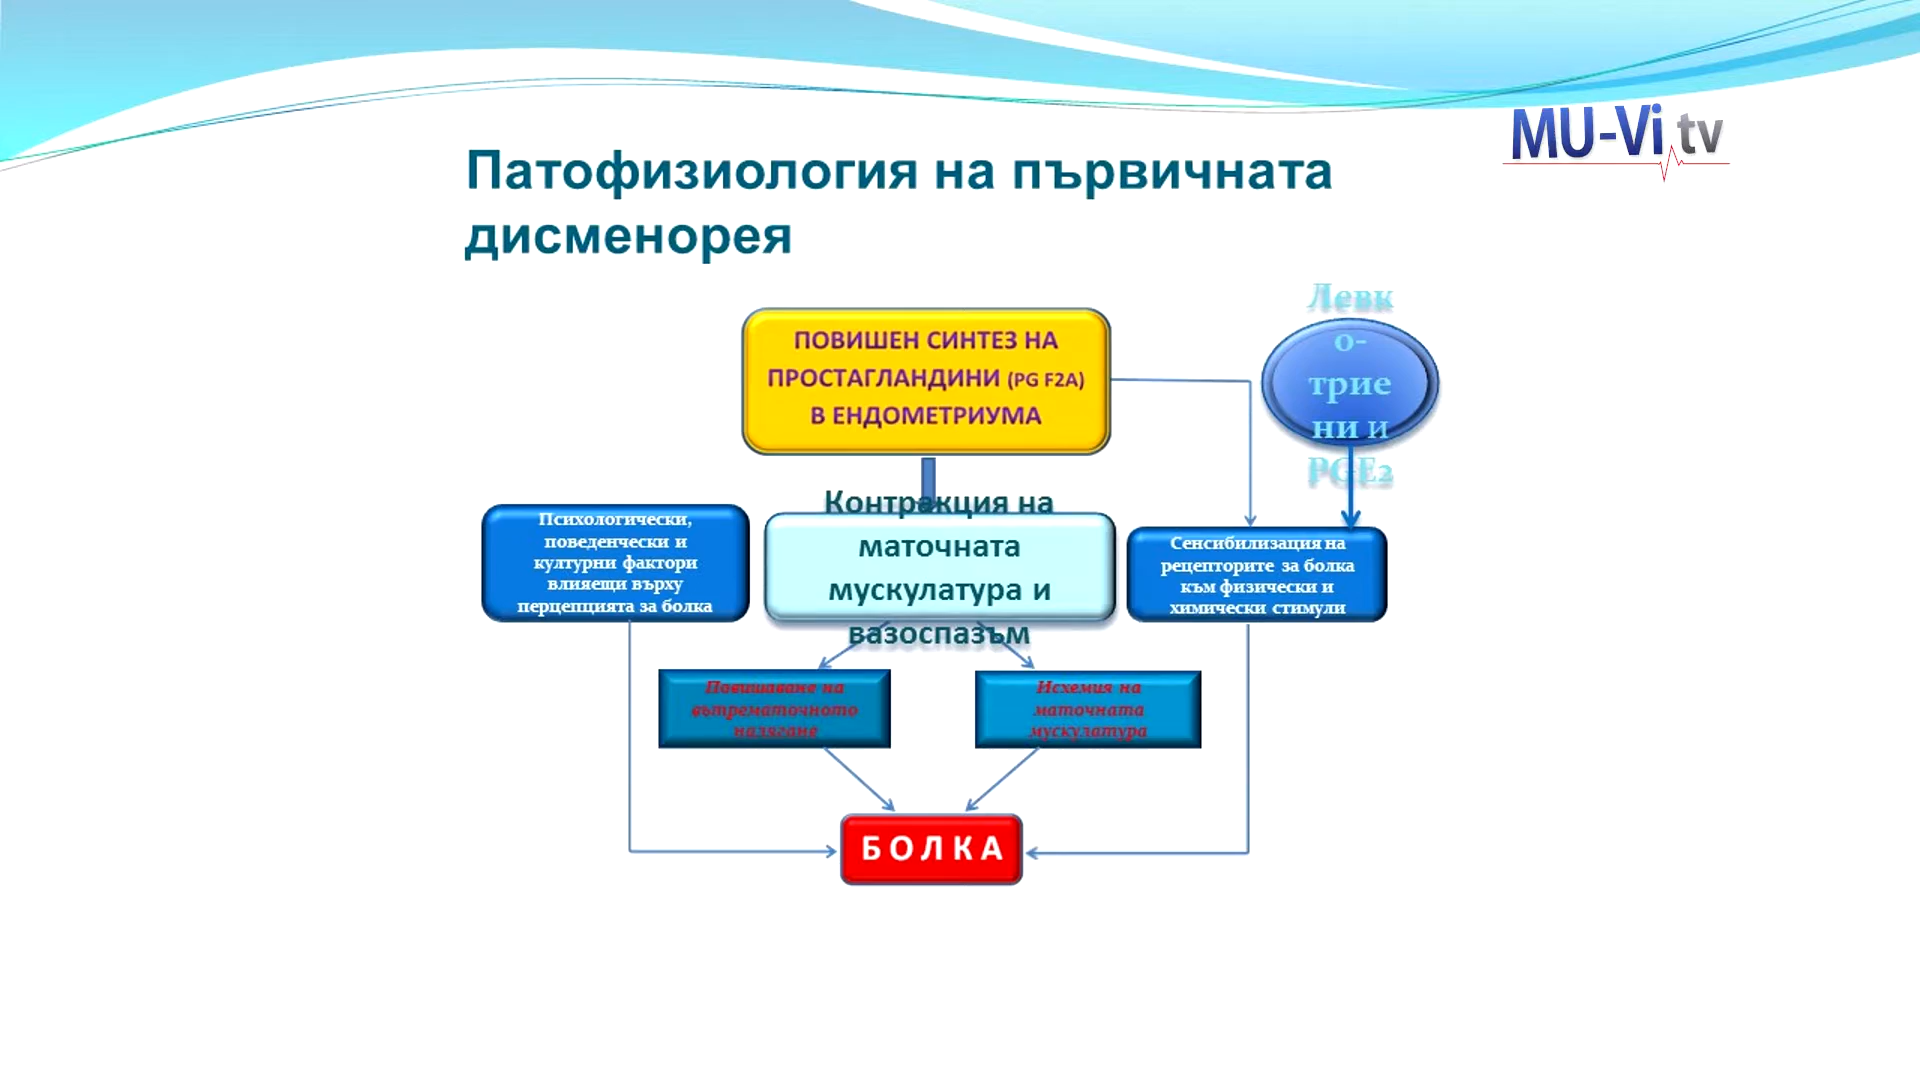 MU-Vi.tv
Патофизиология на първичната
дисменорея
ПОВИШЕН СИНТЕЗ НА
ПРОСТАГЛАНДИНИ (PG F2A)
В ЕНДОМЕТРИУМА
Левк
о-
трие
ни и
PGE2
Психологически,
поведенчески и
културни фактори
влияещи върху
перцепцията за болка
Контракция на
маточната
мускулатура и
вазоспазъм
Сенсибилизация на
рецепторите за болка
към физически и
химически стимули
Повишаване на
вътрематочното
налягане
Исхемия на
маточната
мускулатура
БОЛКА